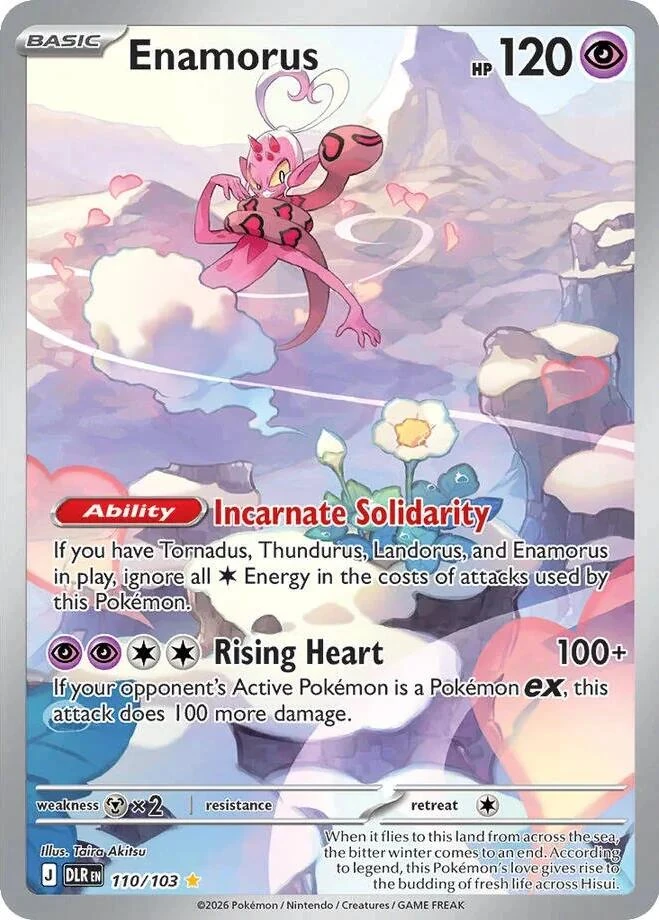 BASIC
Enamorus
HP 120
Ability Incarnate Solidarity
If you have Tornadus, Thundurus, Landorus, and Enamorus
in play, ignore all Energy in the costs of attacks used by
this Pokémon.
Rising Heart 100+
If your opponent's Active Pokémon is a Pokémon ex, this
attack does 100 more damage.
weakness ×2 resistance retreat
Illus. Taira Akitsu
J DLR EN 110/103
When it flies to this land from across the sea,
the bitter winter comes to an end. According
to legend, this Pokémon's love gives rise to
the budding of fresh life across Hisui.
©2026 Pokémon / Nintendo / Creatures / GAME FREAK